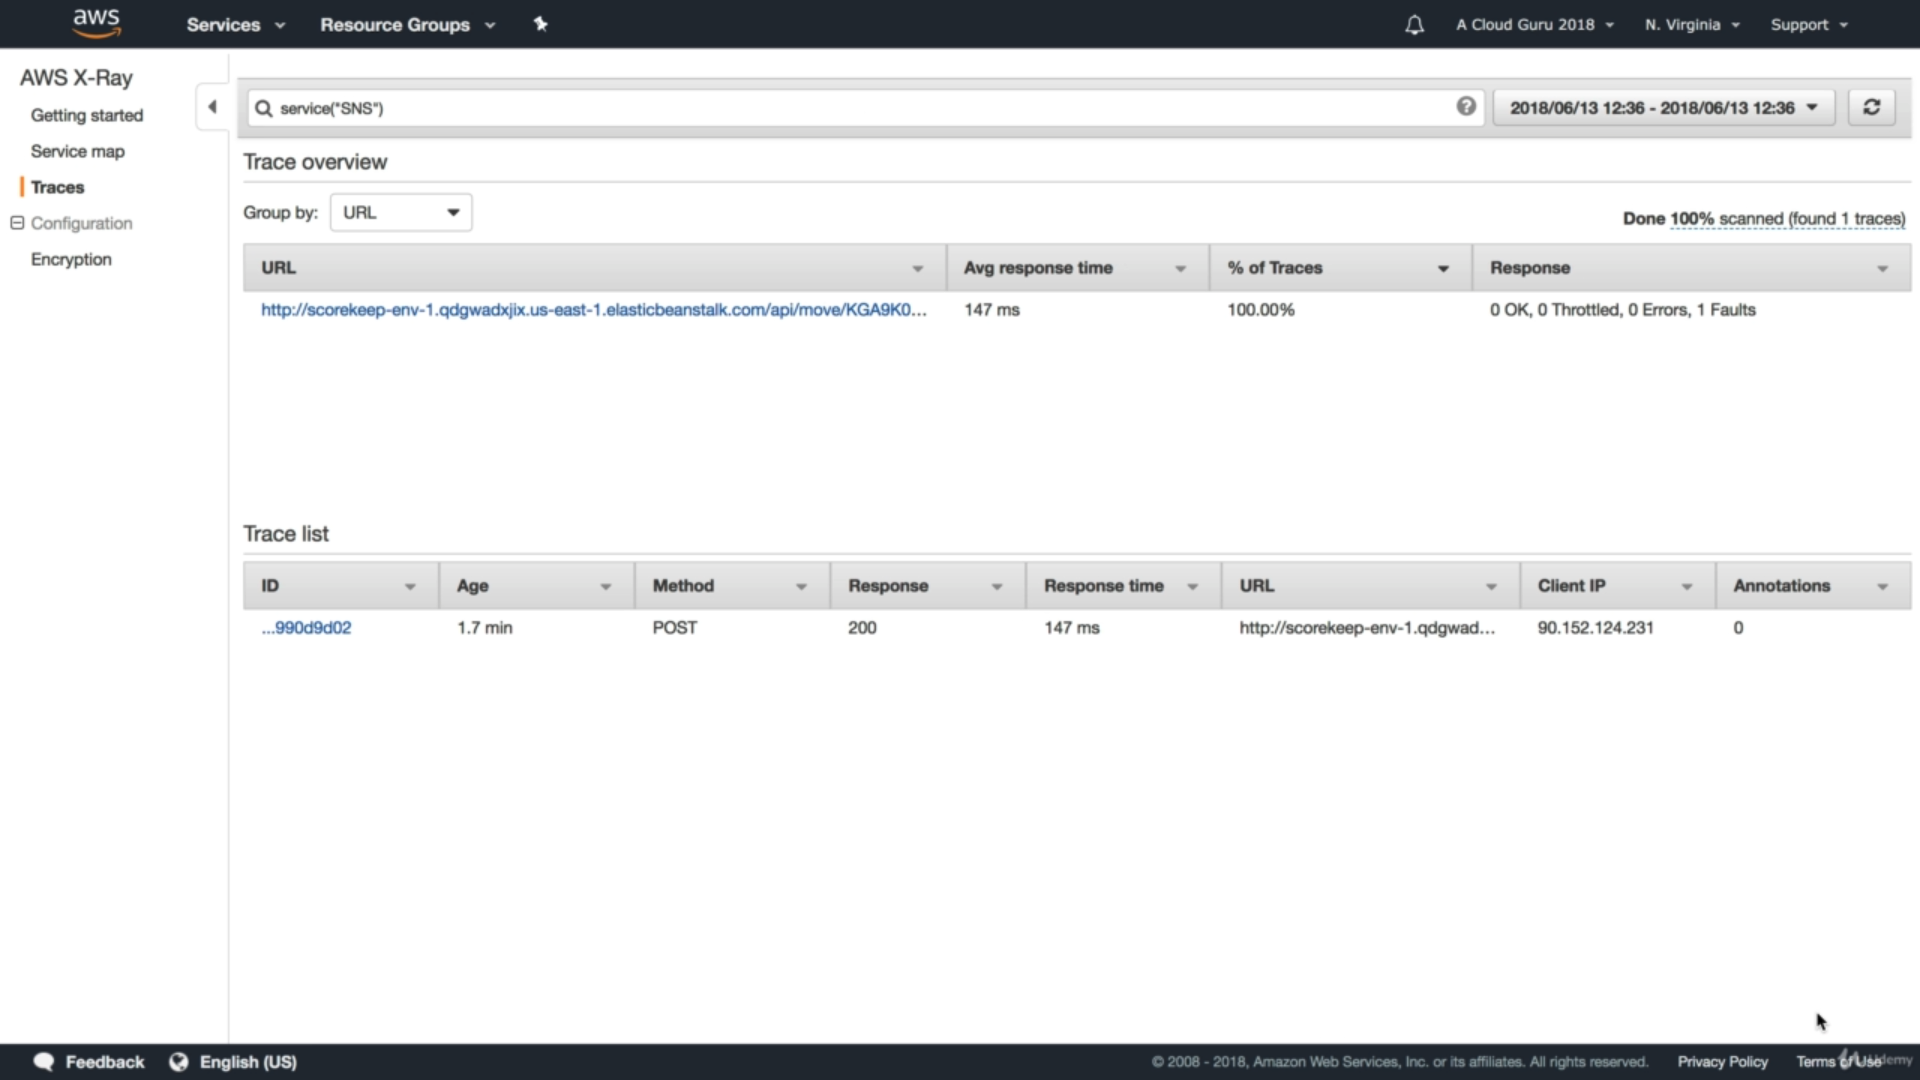 aws Services Resource Groups A Cloud Guru 2018 N. Virginia Support
AWS X-Ray
Getting started
Service map
Traces
Configuration
Encryption
service("SNS") 2018/06/13 12:36 - 2018/06/13 12:36
Trace overview
Group by: URL
Done 100% scanned (found 1 traces)
URL Avg response time % of Traces Response
http://scorekeep-env-1.qdgwadxjix.us-east-1.elasticbeanstalk.com/api/move/KGA9K0... 147 ms 100.00% 0 OK, 0 Throttled, 0 Errors, 1 Faults
Trace list
ID Age Method Response Response time URL Client IP Annotations
...990d9d02 1.7 min POST 200 147 ms http://scorekeep-env-1.qdgwad... 90.152.124.231 0
Feedback English (US) © 2008 - 2018, Amazon Web Services, Inc. or its affiliates. All rights reserved. Privacy Policy Terms of Use